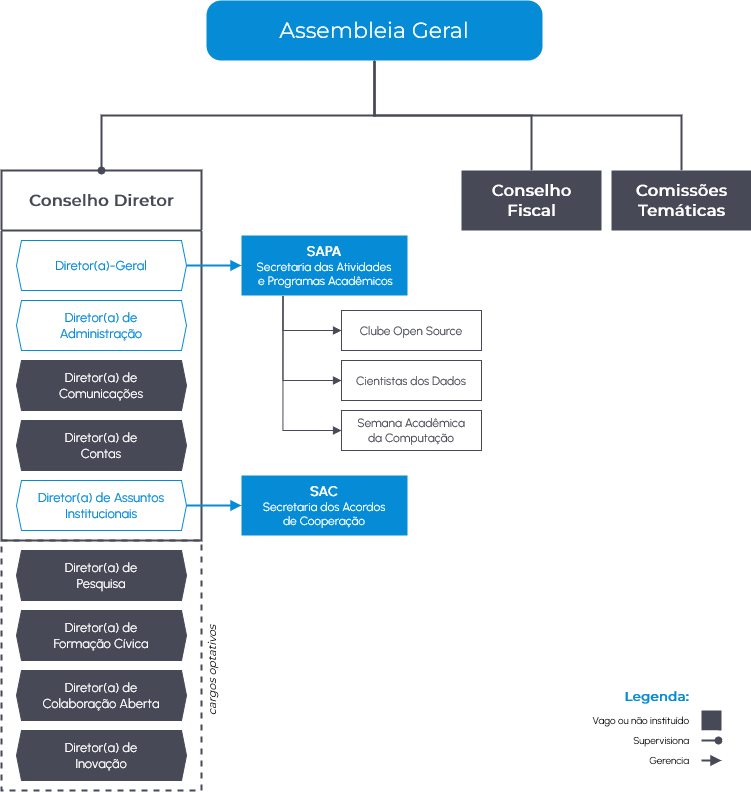 Assembleia Geral
Conselho Diretor
Conselho
Fiscal
Comissões
Temáticas
Diretor(a)-Geral
SAPA
Secretaria das Atividades
e Programas Acadêmicos
Diretor(a) de
Administração
Clube Open Source
Diretor(a) de
Comunicações
Cientistas dos Dados
Diretor(a) de
Contas
Semana Acadêmica
da Computação
Diretor(a) de Assuntos
Institucionais
SAC
Secretaria dos Acordos
de Cooperação
Diretor(a) de
Pesquisa
Diretor(a) de
Formação Cívica
Diretor(a) de
Colaboração Aberta
Diretor(a) de
Inovação
cargos optativos
Legenda:
Vago ou não instituído
Supervisiona
Gerencia